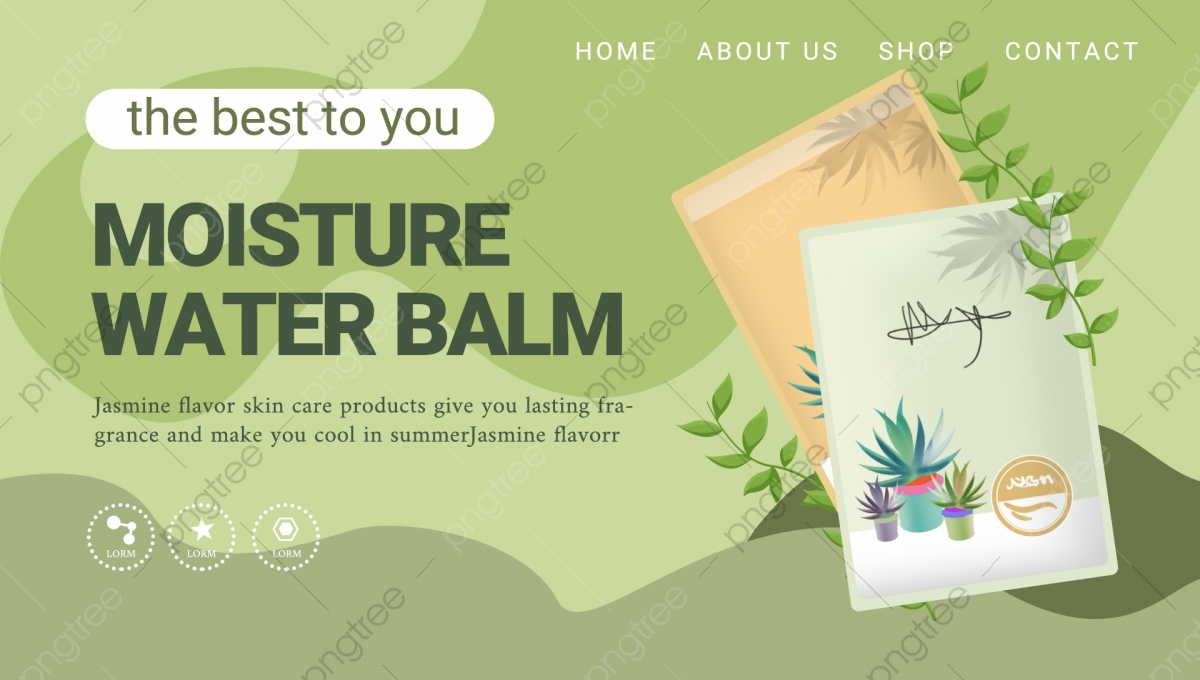 HOME ABOUT US SHOP CONTACT
the best to you
MOISTURE
WATER BALM
Jasmine flavor skin care products give you lasting fra-
grance and make you cool in summerJasmine flavorr
LORM LORM LORM
pngtree